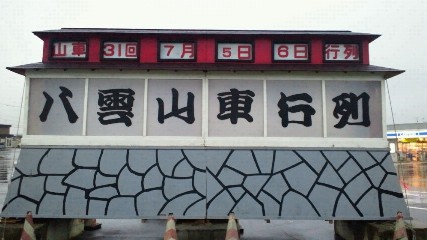 山車 31回 7月 5日 6日 行列
八雲山車行列